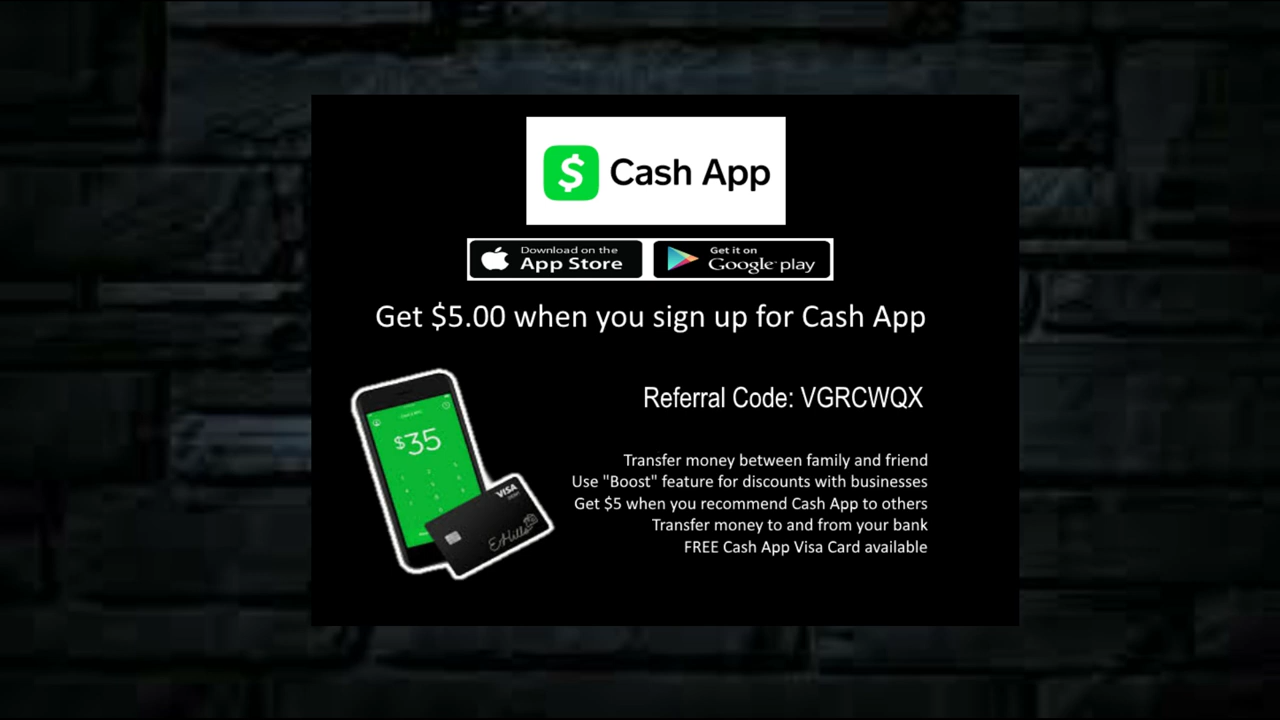 $ Cash App
Download on the
App Store
Get it on
Google play
Get $5.00 when you sign up for Cash App
Referral Code: VGRCWQX
$35
VISA
Transfer money between family and friend
Use "Boost" feature for discounts with businesses
Get $5 when you recommend Cash App to others
Transfer money to and from your bank
FREE Cash App Visa Card available